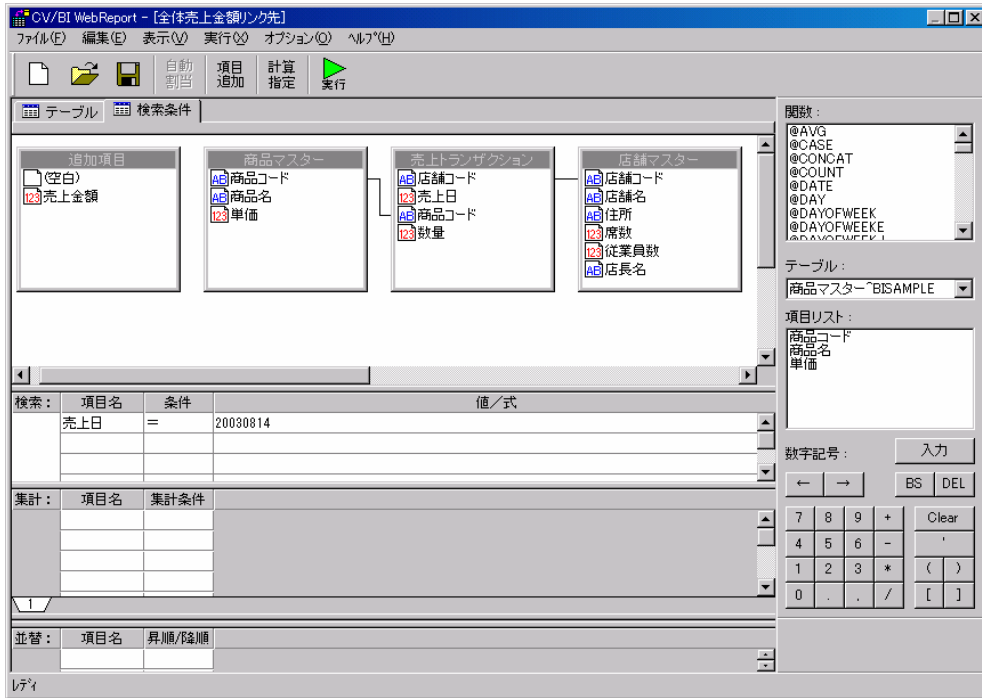 CV/BI WebReport - [全体売上金額リンク先]
ﾌｧｲﾙ(F) 編集(E) 表示(V) 実行(X) オプション(O) ﾍﾙﾌﾟ(H)
自動割当 項目追加 計算指定 実行
テーブル 検索条件
追加項目
(空白)
売上金額
商品マスター
商品コード
商品名
単価
売上トランザクション
店舗コード
売上日
商品コード
数量
店舗マスター
店舗コード
店舗名
住所
席数
従業員数
店長名
検索： 項目名 条件 値／式
売上日 ＝ 20030814
集計： 項目名 集計条件
1
並替： 項目名 昇順/降順
レディ
関数：
@AVG
@CASE
@CONCAT
@COUNT
@DATE
@DAY
@DAYOFWEEK
@DAYOFWEEKE
テーブル：
商品マスター^BISAMPLE
項目リスト：
商品コード
商品名
単価
数字記号： 入力
← → BS DEL
7 8 9 + Clear
4 5 6 - '
1 2 3 * ( )
0 . , / [ ]